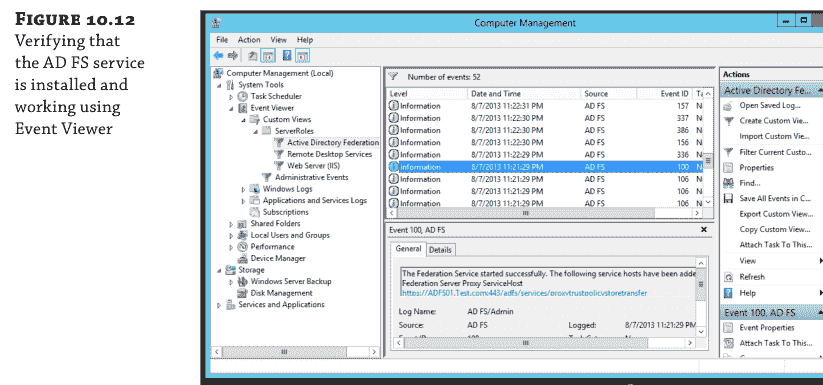 FIGURE 10.12
Verifying that
the AD FS service
is installed and
working using
Event Viewer
Computer Management
File Action View Help
Computer Management (Local)
System Tools
Task Scheduler
Event Viewer
Custom Views
ServerRoles
Active Directory Federation
Remote Desktop Services
Web Server (IIS)
Administrative Events
Windows Logs
Applications and Services Logs
Subscriptions
Shared Folders
Local Users and Groups
Performance
Device Manager
Storage
Windows Server Backup
Disk Management
Services and Applications
Number of events: 52
Level Date and Time Source Event ID Ta
Information 8/7/2013 11:22:31 PM AD FS 157 N
Information 8/7/2013 11:22:30 PM AD FS 337 N
Information 8/7/2013 11:22:30 PM AD FS 386 N
Information 8/7/2013 11:22:30 PM AD FS 156 N
Information 8/7/2013 11:22:29 PM AD FS 336 N
Information 8/7/2013 11:21:29 PM AD FS 100 N
Information 8/7/2013 11:21:29 PM AD FS 106 N
Information 8/7/2013 11:21:29 PM AD FS 106 N
Information 8/7/2013 11:21:29 PM AD FS 106 N
Event 100, AD FS
General Details
The Federation Service started successfully. The following service hosts have been adde
Federation Server Proxy ServiceHost
https://ADFS01.Test.com:443/adfs/services/proxytrustpolicystoretransfer
Log Name: AD FS/Admin
Source: AD FS Logged: 8/7/2013 11:21:29 PM
Actions
Active Directory Fe...
Open Saved Log...
Create Custom Vie...
Import Custom Vie...
Filter Current Custo...
Properties
Find...
Save All Events in C...
Export Custom View...
Copy Custom View...
Attach Task To This...
View
Refresh
Help
Event 100, AD FS
Event Properties
Attach Task To This...